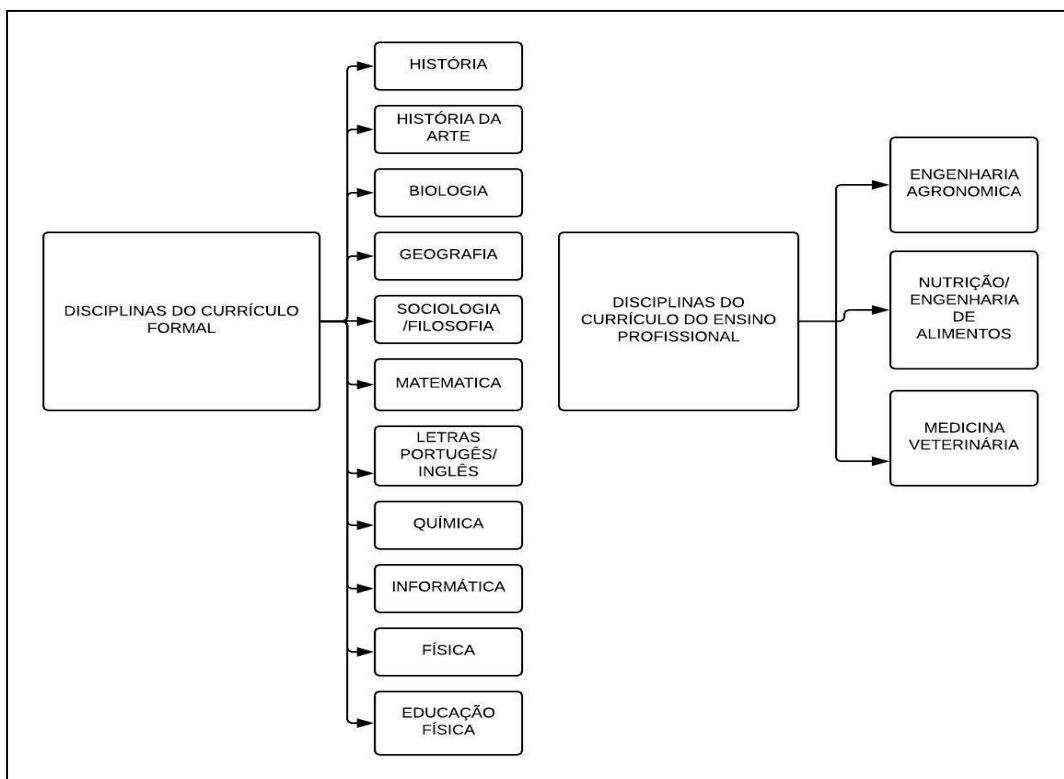 DISCIPLINAS DO CURRÍCULO
FORMAL
HISTÓRIA
HISTÓRIA DA
ARTE
BIOLOGIA
GEOGRAFIA
SOCIOLOGIA
/FILOSOFIA
MATEMATICA
LETRAS
PORTUGÊS/
INGLÊS
QUÍMICA
INFORMÁTICA
FÍSICA
EDUCAÇÃO
FÍSICA
DISCIPLINAS DO
CURRÍCULO DO ENSINO
PROFISSIONAL
ENGENHARIA
AGRONOMICA
NUTRIÇÃO/
ENGENHARIA
DE
ALIMENTOS
MEDICINA
VETERINÁRIA